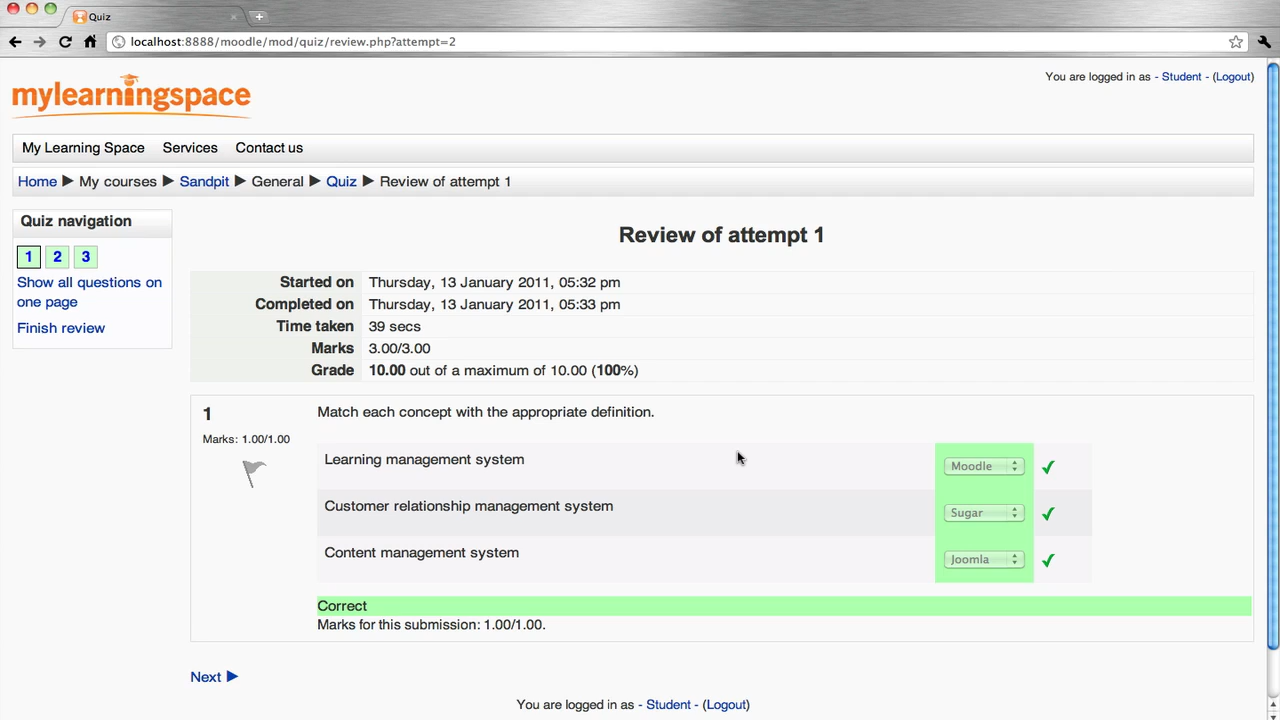 Quiz
localhost:8888/moodle/mod/quiz/review.php?attempt=2
You are logged in as - Student - (Logout)
mylearningspace
My Learning Space Services Contact us
Home ▶ My courses ▶ Sandpit ▶ General ▶ Quiz ▶ Review of attempt 1
Quiz navigation
1 2 3
Show all questions on
one page
Finish review
Review of attempt 1
Started on Thursday, 13 January 2011, 05:32 pm
Completed on Thursday, 13 January 2011, 05:33 pm
Time taken 39 secs
Marks 3.00/3.00
Grade 10.00 out of a maximum of 10.00 (100%)
1 Match each concept with the appropriate definition.
Marks: 1.00/1.00
Learning management system Moodle
Customer relationship management system Sugar
Content management system Joomla
Correct
Marks for this submission: 1.00/1.00.
Next ▶
You are logged in as - Student - (Logout)